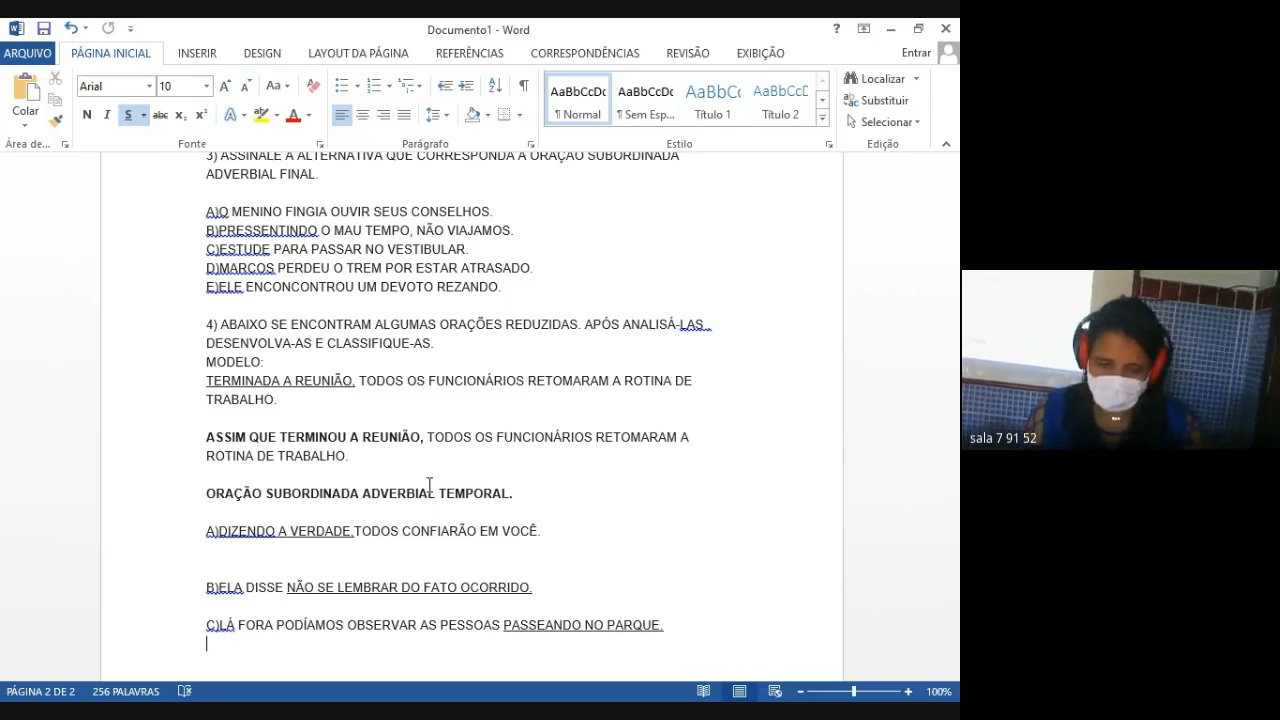 Documento1 - Word
ARQUIVO PÁGINA INICIAL INSERIR DESIGN LAYOUT DA PÁGINA REFERÊNCIAS CORRESPONDÊNCIAS REVISÃO EXIBIÇÃO Entrar
Colar
Arial 10
Aa
N I S abc x₂ x² A A
AaBbCcDc AaBbCcDc AaBbCc AaBbCcD
¶ Normal ¶ Sem Esp... Título 1 Título 2
Localizar
Substituir
Selecionar
Área de... Fonte Parágrafo Estilo Edição
3) ASSINALE A ALTERNATIVA QUE CORRESPONDA A ORAÇÃO SUBORDINADA
ADVERBIAL FINAL.
A)O MENINO FINGIA OUVIR SEUS CONSELHOS.
B)PRESSENTINDO O MAU TEMPO, NÃO VIAJAMOS.
C)ESTUDE PARA PASSAR NO VESTIBULAR.
D)MARCOS PERDEU O TREM POR ESTAR ATRASADO.
E)ELE ENCONCONTROU UM DEVOTO REZANDO.
4) ABAIXO SE ENCONTRAM ALGUMAS ORAÇÕES REDUZIDAS. APÓS ANALISÁ-LAS ,
DESENVOLVA-AS E CLASSIFIQUE-AS.
MODELO:
TERMINADA A REUNIÃO, TODOS OS FUNCIONÁRIOS RETOMARAM A ROTINA DE
TRABALHO.
ASSIM QUE TERMINOU A REUNIÃO, TODOS OS FUNCIONÁRIOS RETOMARAM A
ROTINA DE TRABALHO.
ORAÇÃO SUBORDINADA ADVERBIAL TEMPORAL.
A)DIZENDO A VERDADE,TODOS CONFIARÃO EM VOCÊ.
B)ELA DISSE NÃO SE LEMBRAR DO FATO OCORRIDO.
C)LÁ FORA PODÍAMOS OBSERVAR AS PESSOAS PASSEANDO NO PARQUE.
PÁGINA 2 DE 2 256 PALAVRAS 100%
sala 7 91 52